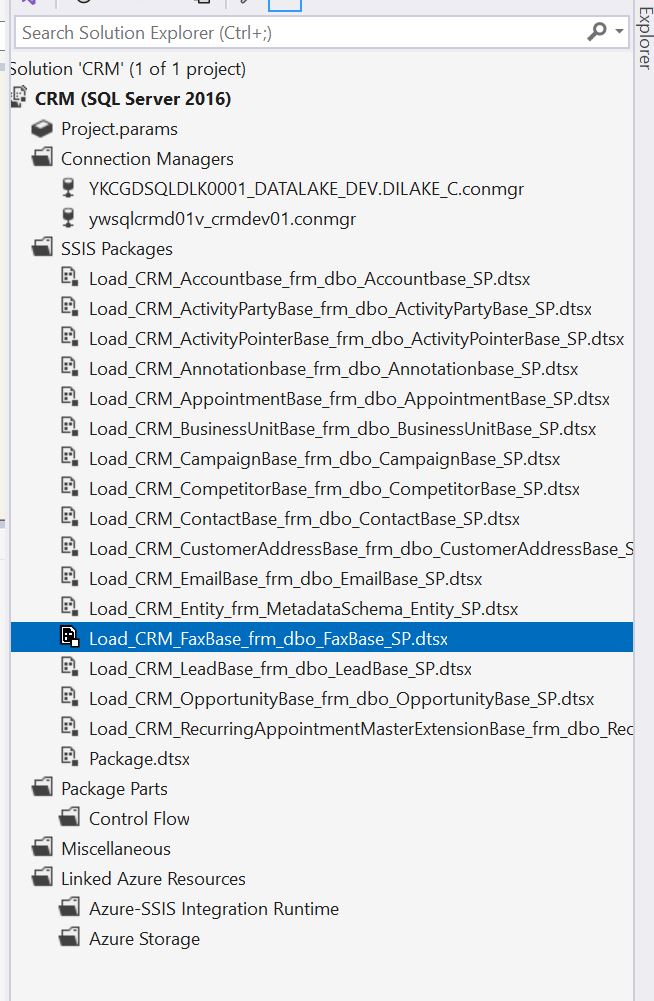 Search Solution Explorer (Ctrl+;)
Explorer
Solution 'CRM' (1 of 1 project)
CRM (SQL Server 2016)
Project.params
Connection Managers
YKCGDSQLDLK0001_DATALAKE_DEV.DILAKE_C.conmgr
ywsqlcrmd01v_crmdev01.conmgr
SSIS Packages
Load_CRM_Accountbase_frm_dbo_Accountbase_SP.dtsx
Load_CRM_ActivityPartyBase_frm_dbo_ActivityPartyBase_SP.dtsx
Load_CRM_ActivityPointerBase_frm_dbo_ActivityPointerBase_SP.dtsx
Load_CRM_Annotationbase_frm_dbo_Annotationbase_SP.dtsx
Load_CRM_AppointmentBase_frm_dbo_AppointmentBase_SP.dtsx
Load_CRM_BusinessUnitBase_frm_dbo_BusinessUnitBase_SP.dtsx
Load_CRM_CampaignBase_frm_dbo_CampaignBase_SP.dtsx
Load_CRM_CompetitorBase_frm_dbo_CompetitorBase_SP.dtsx
Load_CRM_ContactBase_frm_dbo_ContactBase_SP.dtsx
Load_CRM_CustomerAddressBase_frm_dbo_CustomerAddressBase_S
Load_CRM_EmailBase_frm_dbo_EmailBase_SP.dtsx
Load_CRM_Entity_frm_MetadataSchema_Entity_SP.dtsx
Load_CRM_FaxBase_frm_dbo_FaxBase_SP.dtsx
Load_CRM_LeadBase_frm_dbo_LeadBase_SP.dtsx
Load_CRM_OpportunityBase_frm_dbo_OpportunityBase_SP.dtsx
Load_CRM_RecurringAppointmentMasterExtensionBase_frm_dbo_Rec
Package.dtsx
Package Parts
Control Flow
Miscellaneous
Linked Azure Resources
Azure-SSIS Integration Runtime
Azure Storage